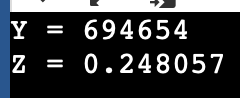 Y = 694654
Z = 0.248057